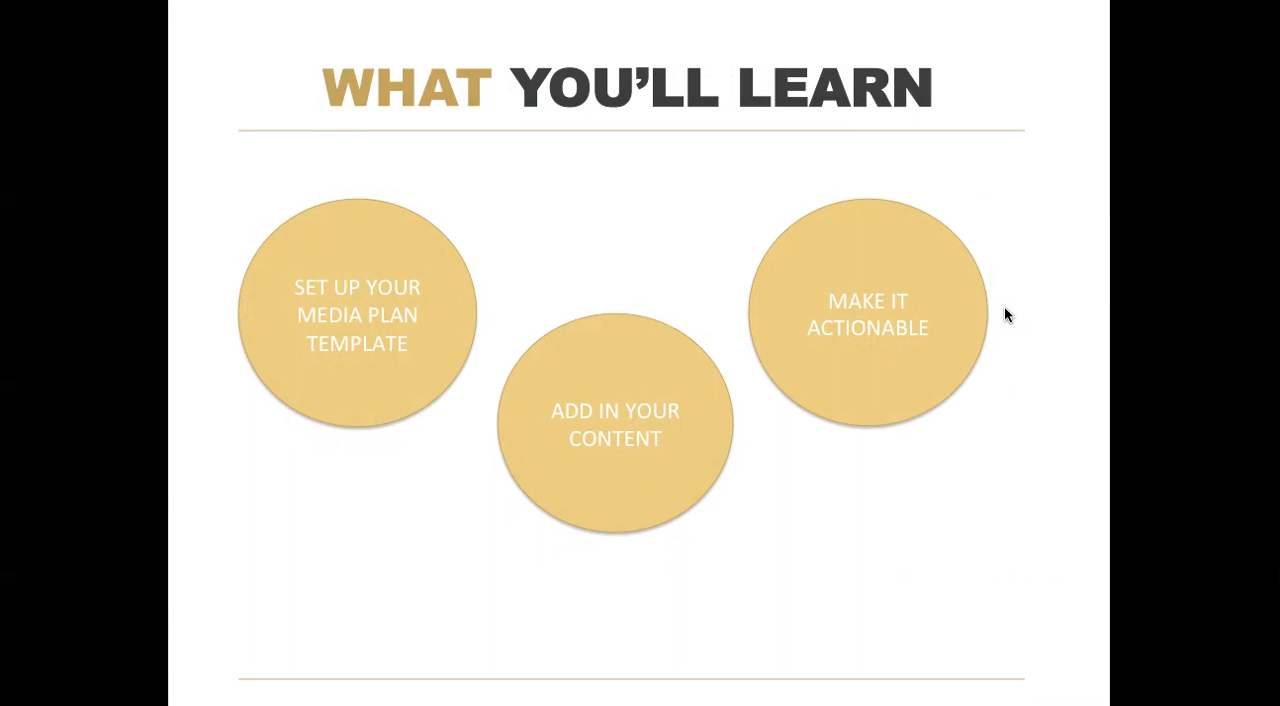 WHAT YOU’LL LEARN
SET UP YOUR
MEDIA PLAN
TEMPLATE
ADD IN YOUR
CONTENT
MAKE IT
ACTIONABLE